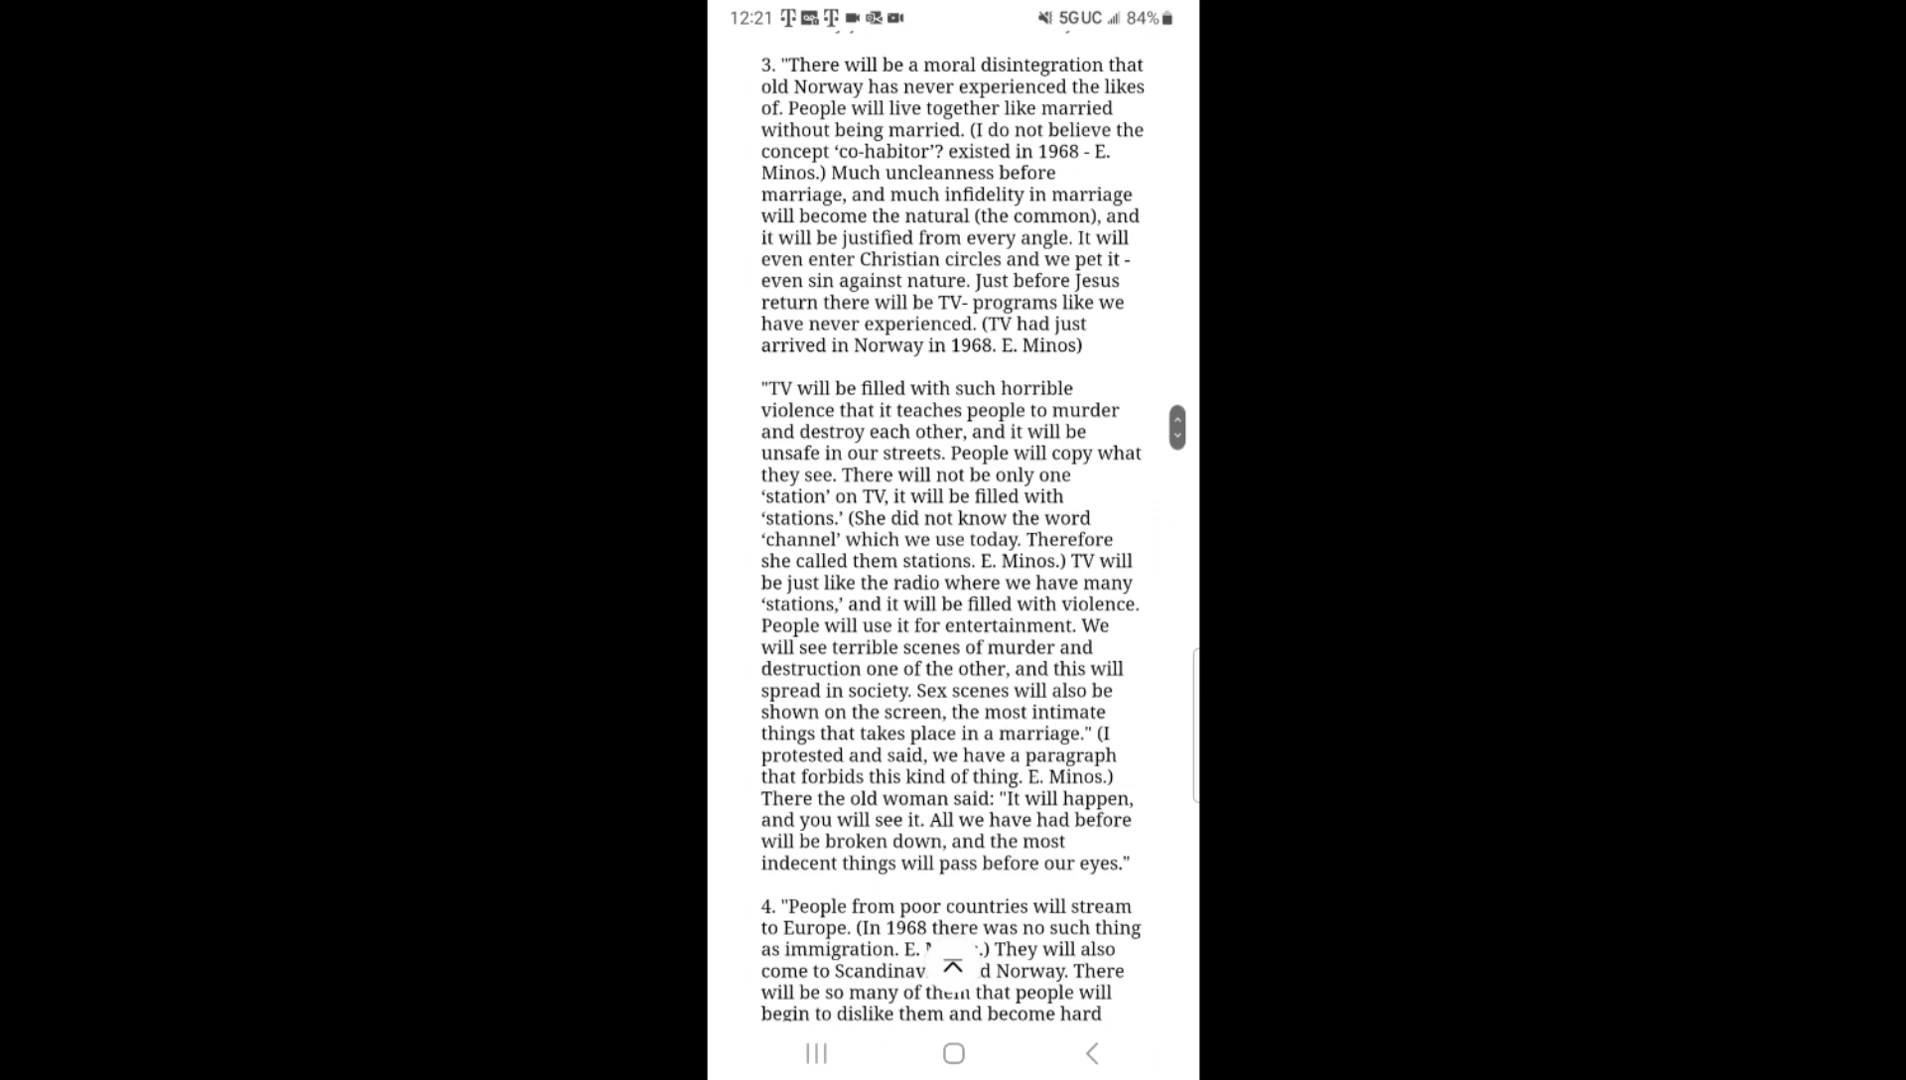 12:21 5GUC 84%
3. "There will be a moral disintegration that
old Norway has never experienced the likes
of. People will live together like married
without being married. (I do not believe the
concept ‘co-habitor’? existed in 1968 - E.
Minos.) Much uncleanness before
marriage, and much infidelity in marriage
will become the natural (the common), and
it will be justified from every angle. It will
even enter Christian circles and we pet it -
even sin against nature. Just before Jesus
return there will be TV- programs like we
have never experienced. (TV had just
arrived in Norway in 1968. E. Minos)
"TV will be filled with such horrible
violence that it teaches people to murder
and destroy each other, and it will be
unsafe in our streets. People will copy what
they see. There will not be only one
‘station’ on TV, it will be filled with
‘stations.’ (She did not know the word
‘channel’ which we use today. Therefore
she called them stations. E. Minos.) TV will
be just like the radio where we have many
‘stations,’ and it will be filled with violence.
People will use it for entertainment. We
will see terrible scenes of murder and
destruction one of the other, and this will
spread in society. Sex scenes will also be
shown on the screen, the most intimate
things that takes place in a marriage." (I
protested and said, we have a paragraph
that forbids this kind of thing. E. Minos.)
There the old woman said: "It will happen,
and you will see it. All we have had before
will be broken down, and the most
indecent things will pass before our eyes."
4. "People from poor countries will stream
to Europe. (In 1968 there was no such thing
as immigration. E. .) They will also
come to Scandinav d Norway. There
will be so many of them that people will
begin to dislike them and become hard